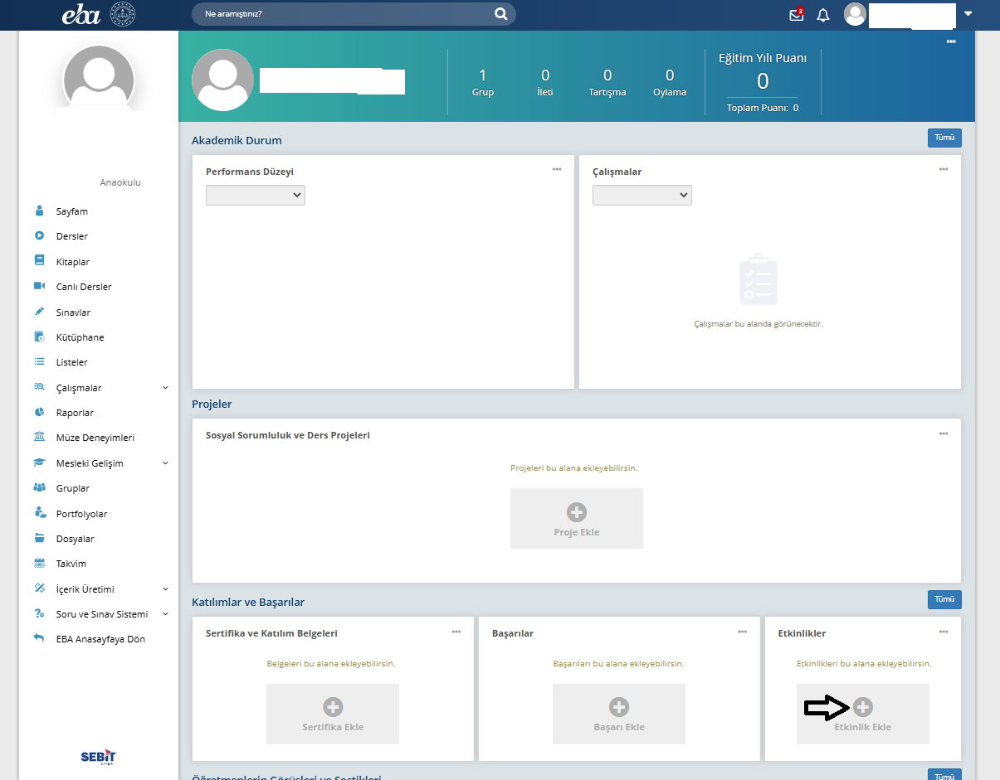 eba
Ne aramıştınız?
2
Eğitim Yılı Puanı
1
0
0
0
0
Grup
İleti
Tartışma
Oylama
Toplam Puanı: 0
Akademik Durum
Tümü
Performans Düzeyi
Çalışmalar
Çalışmalar bu alanda görünecektir.
Anaokulu
Sayfam
Dersler
Kitaplar
Canlı Dersler
Sınavlar
Kütüphane
Listeler
Çalışmalar
Raporlar
Müze Deneyimleri
Mesleki Gelişim
Gruplar
Portfolyolar
Dosyalar
Takvim
İçerik Üretimi
Soru ve Sınav Sistemi
EBA Anasayfaya Dön
SEBİT
Projeler
Sosyal Sorumluluk ve Ders Projeleri
Projeleri bu alana ekleyebilirsin.
Proje Ekle
Katılımlar ve Başarılar
Tümü
Sertifika ve Katılım Belgeleri
Belgeleri bu alana ekleyebilirsin.
Sertifika Ekle
Başarılar
Başarıları bu alana ekleyebilirsin.
Başarı Ekle
Etkinlikler
Etkinlikleri bu alana ekleyebilirsin.
Etkinlik Ekle
Öğretmenlerin Görüşleri ve Seçtikleri
Tümü